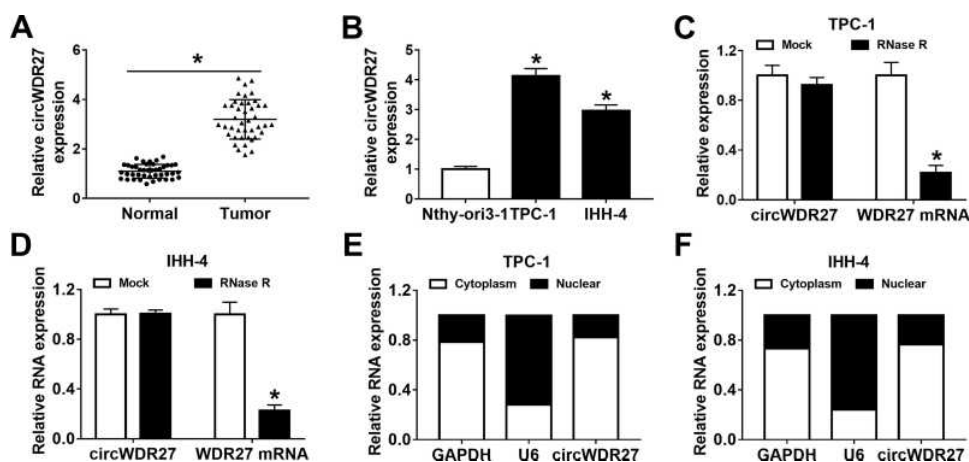 A
Relative circWDR27
expression
6
4
2
0
*
Normal Tumor
B
Relative circWDR27
expression
5
4
3
2
1
0
*
*
Nthy-ori3-1 TPC-1 IHH-4
C
TPC-1
Mock RNase R
Relative expression
1.2
0.8
0.4
0.0
*
circWDR27 WDR27 mRNA
D
IHH-4
Mock RNase R
Relative RNA expression
1.2
0.8
0.4
0.0
*
circWDR27 WDR27 mRNA
E
TPC-1
Cytoplasm Nuclear
Relative RNA expression
1.2
0.8
0.4
0.0
GAPDH U6 circWDR27
F
IHH-4
Cytoplasm Nuclear
Relative RNA expression
1.2
0.8
0.4
0.0
GAPDH U6 circWDR27